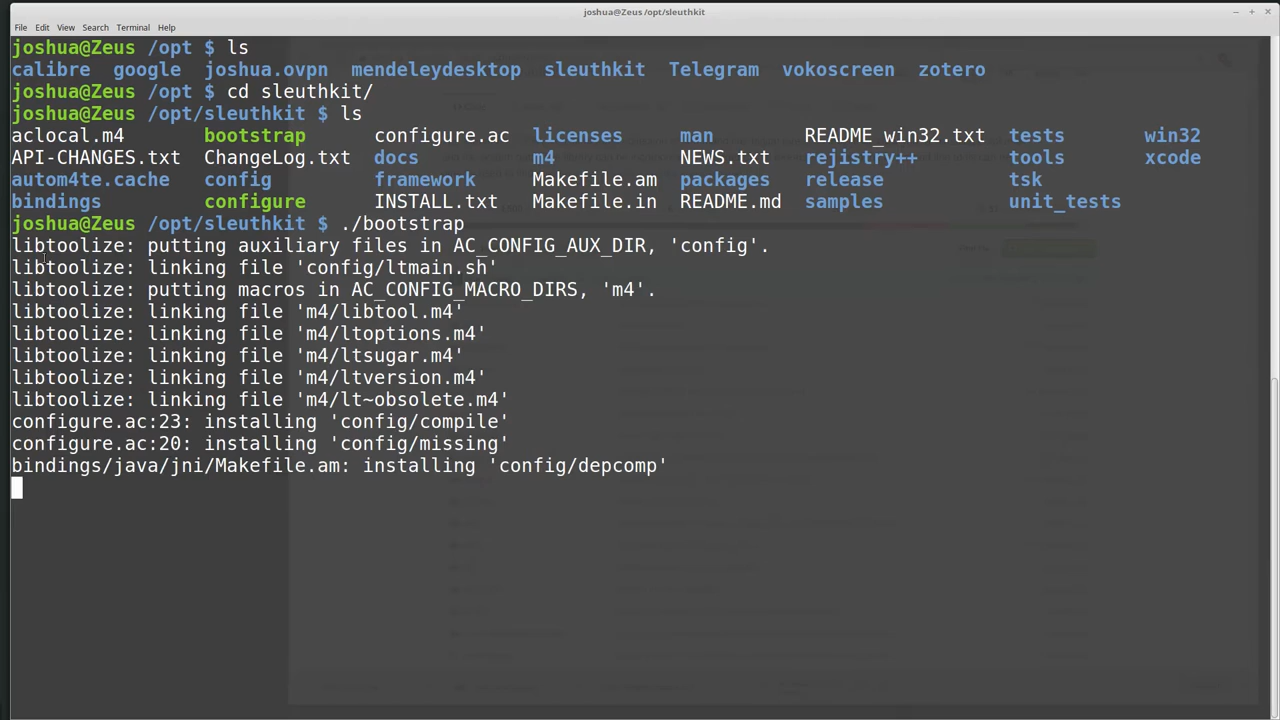 joshua@Zeus /opt/sleuthkit
File Edit View Search Terminal Help
joshua@Zeus /opt $ ls
calibre google joshua.ovpn mendeleydesktop sleuthkit Telegram vokoscreen zotero
joshua@Zeus /opt $ cd sleuthkit/
joshua@Zeus /opt/sleuthkit $ ls
aclocal.m4 bootstrap configure.ac licenses man README_win32.txt tests win32
API-CHANGES.txt ChangeLog.txt docs m4 NEWS.txt rejistry++ tools xcode
autom4te.cache config framework Makefile.am packages release tsk
bindings configure INSTALL.txt Makefile.in README.md samples unit_tests
joshua@Zeus /opt/sleuthkit $ ./bootstrap
libtoolize: putting auxiliary files in AC_CONFIG_AUX_DIR, 'config'.
libtoolize: linking file 'config/ltmain.sh'
libtoolize: putting macros in AC_CONFIG_MACRO_DIRS, 'm4'.
libtoolize: linking file 'm4/libtool.m4'
libtoolize: linking file 'm4/ltoptions.m4'
libtoolize: linking file 'm4/ltsugar.m4'
libtoolize: linking file 'm4/ltversion.m4'
libtoolize: linking file 'm4/lt~obsolete.m4'
configure.ac:23: installing 'config/compile'
configure.ac:20: installing 'config/missing'
bindings/java/jni/Makefile.am: installing 'config/depcomp'